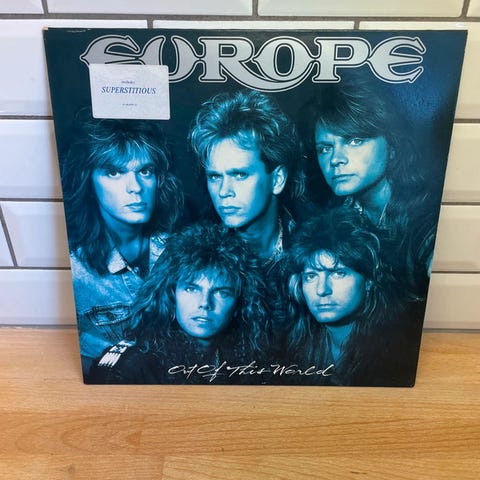 EUROPE
includes
SUPERSTITIOUS
Out Of This World